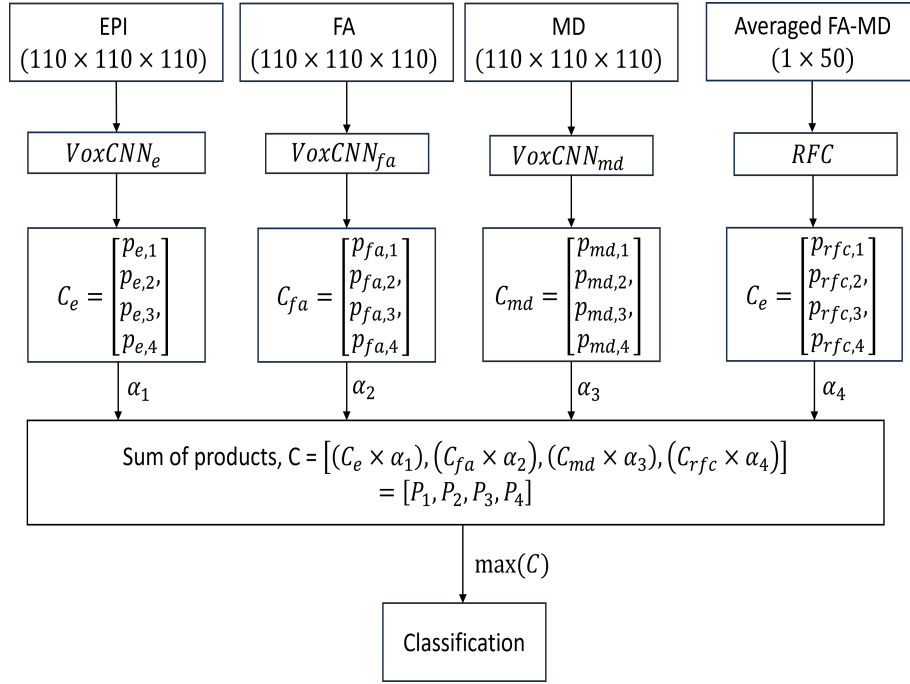 EPI
(110 × 110 × 110)
FA
(110 × 110 × 110)
MD
(110 × 110 × 110)
Averaged FA-MD
(1 × 50)
VoxCNN_e
VoxCNN_fa
VoxCNN_md
RFC
C_e = [p_e,1
p_e,2,
p_e,3,
p_e,4]
C_fa = [p_fa,1
p_fa,2,
p_fa,3,
p_fa,4]
C_md = [p_md,1
p_md,2,
p_md,3,
p_md,4]
C_e = [p_rfc,1
p_rfc,2,
p_rfc,3,
p_rfc,4]
α_1
α_2
α_3
α_4
Sum of products, C = [(C_e × α_1), (C_fa × α_2), (C_md × α_3), (C_rfc × α_4)]
= [P_1, P_2, P_3, P_4]
max(C)
Classification